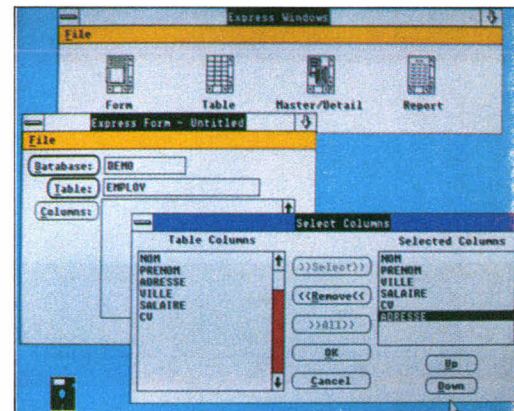 Express Windows
File
Form Table Master/Detail Report
Express Form - Untitled
File
Database: DEMO
Table: EMPLOY
Columns:
Select Columns
Table Columns
NOM
PRENOM
ADRESSE
VILLE
SALAIRE
CV
>>Select>>
<<Remove<<
>>All>>
OK
Cancel
Selected Columns
NOM
PRENOM
VILLE
SALAIRE
CV
ADRESSE
Up
Down